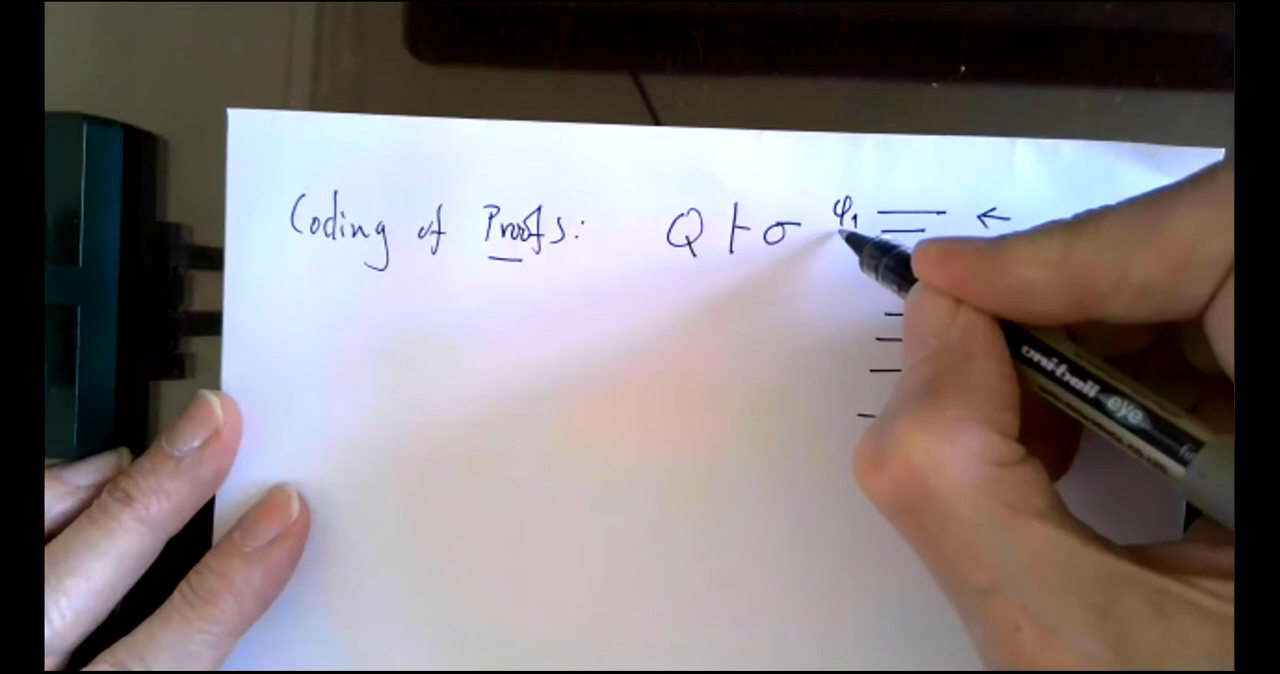 Coding of Proofs: Q ⊢ σ φ₁ ←
uni-ball eye